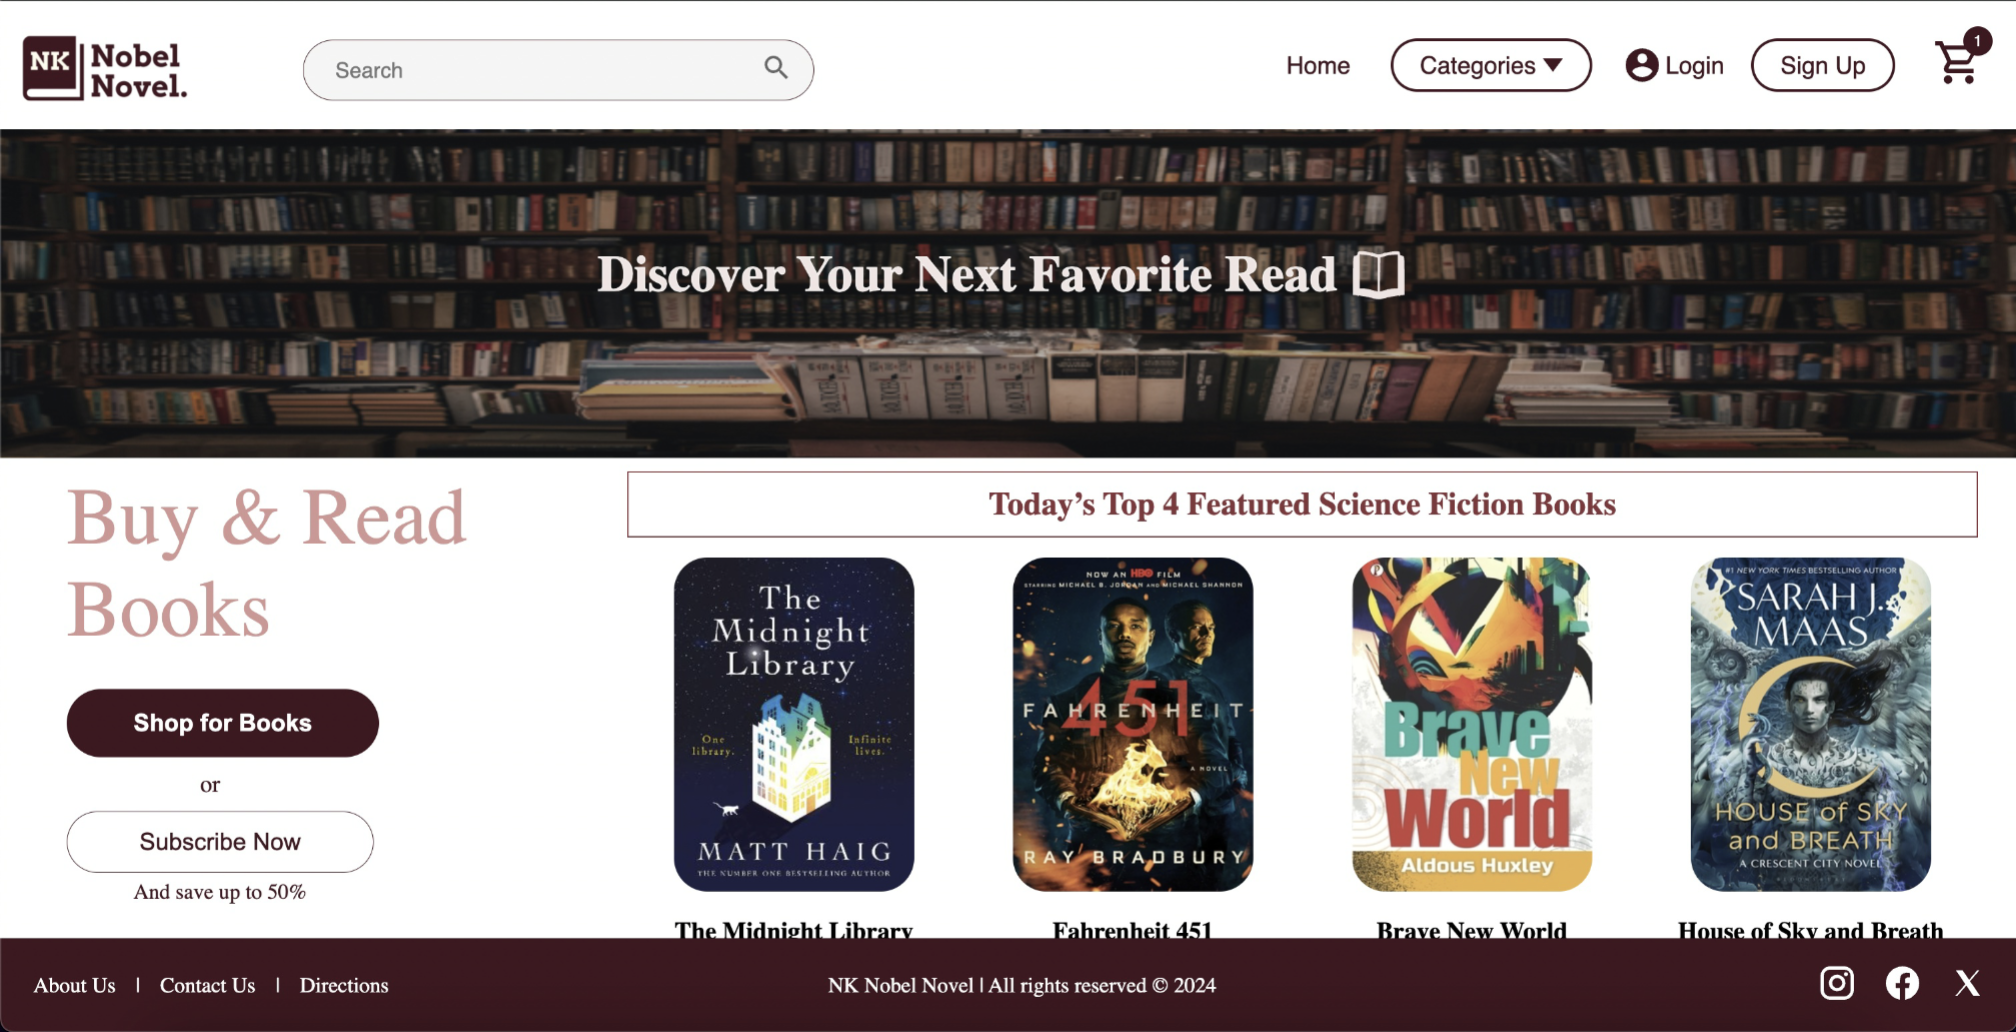 NK Nobel
Novel.
Search
Home
Categories ▼
Login
Sign Up
1
Discover Your Next Favorite Read
Buy & Read
Books
Shop for Books
or
Subscribe Now
And save up to 50%
Today’s Top 4 Featured Science Fiction Books
The
Midnight
Library
One
library.
Infinite
lives.
MATT HAIG
THE NUMBER ONE BESTSELLING AUTHOR
The Midnight Library
NOW AN HBO FILM
STARRING MICHAEL B. JORDAN AND MICHAEL SHANNON
451
FAHRENHEIT
A NOVEL
RAY BRADBURY
Fahrenheit 451
Brave
New
World
Aldous Huxley
Brave New World
#1 NEW YORK TIMES BESTSELLING AUTHOR
SARAH J.
MAAS
HOUSE of SKY
and BREATH
A CRESCENT CITY NOVEL
House of Sky and Breath
About Us | Contact Us | Directions
NK Nobel Novel | All rights reserved © 2024